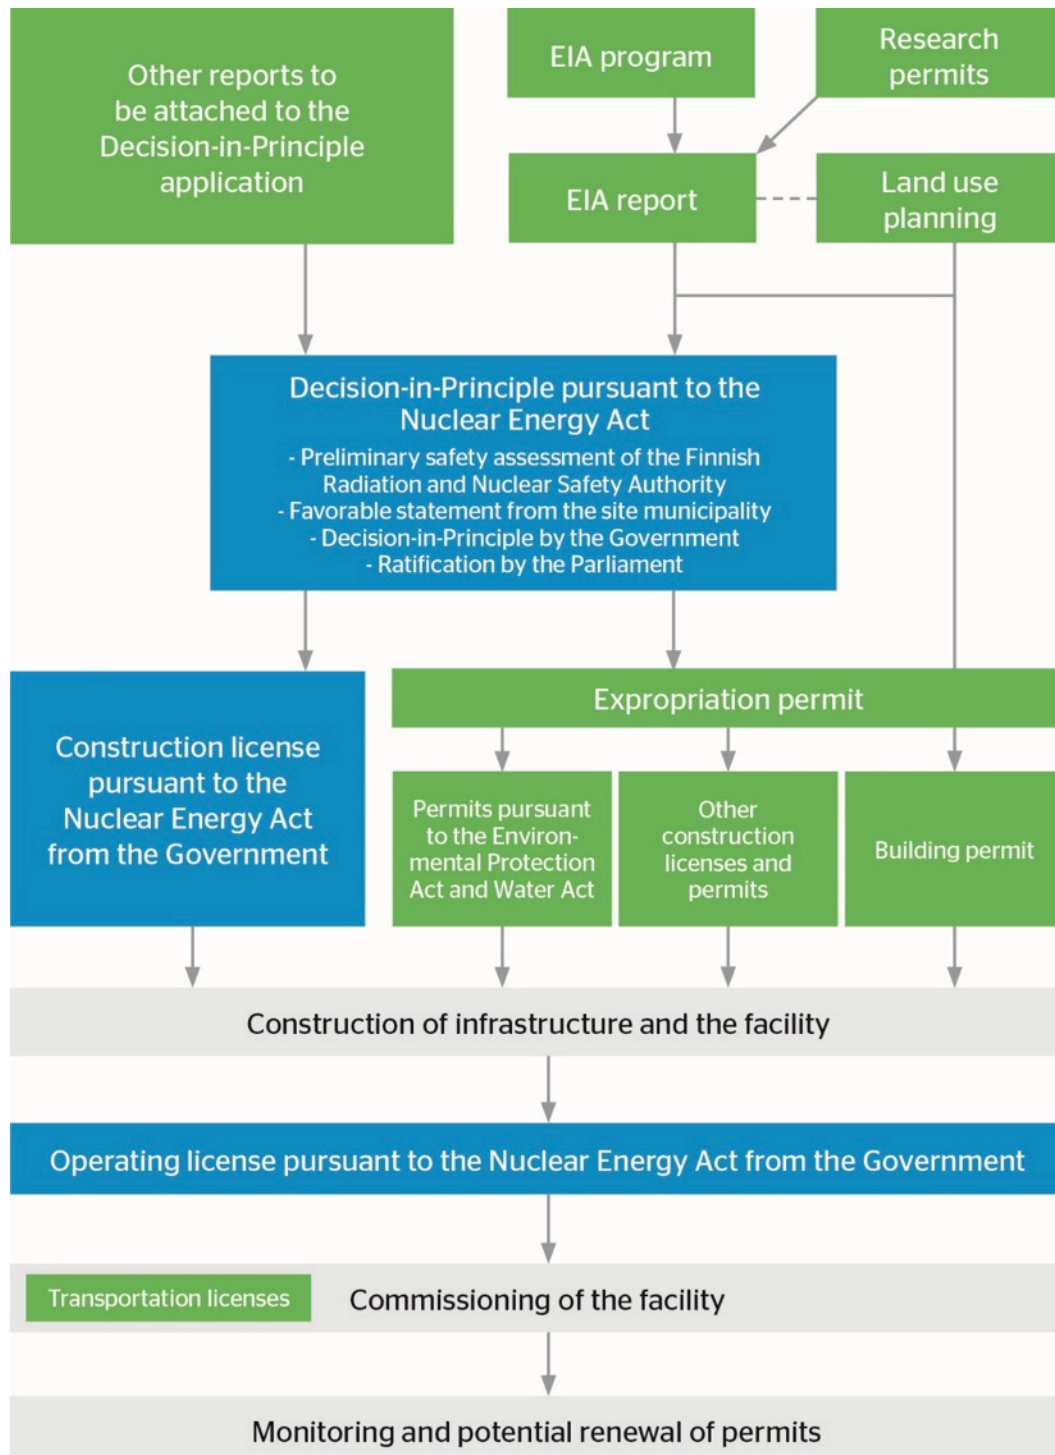 Other reports to
be attached to the
Decision-in-Principle
application
EIA program
Research
permits
EIA report
Land use
planning
Decision-in-Principle pursuant to the
Nuclear Energy Act
- Preliminary safety assessment of the Finnish
Radiation and Nuclear Safety Authority
- Favorable statement from the site municipality
- Decision-in-Principle by the Government
- Ratification by the Parliament
Construction license
pursuant to the
Nuclear Energy Act
from the Government
Expropriation permit
Permits pursuant
to the Environ-
mental Protection
Act and Water Act
Other
construction
licenses and
permits
Building permit
Construction of infrastructure and the facility
Operating license pursuant to the Nuclear Energy Act from the Government
Transportation licenses
Commissioning of the facility
Monitoring and potential renewal of permits